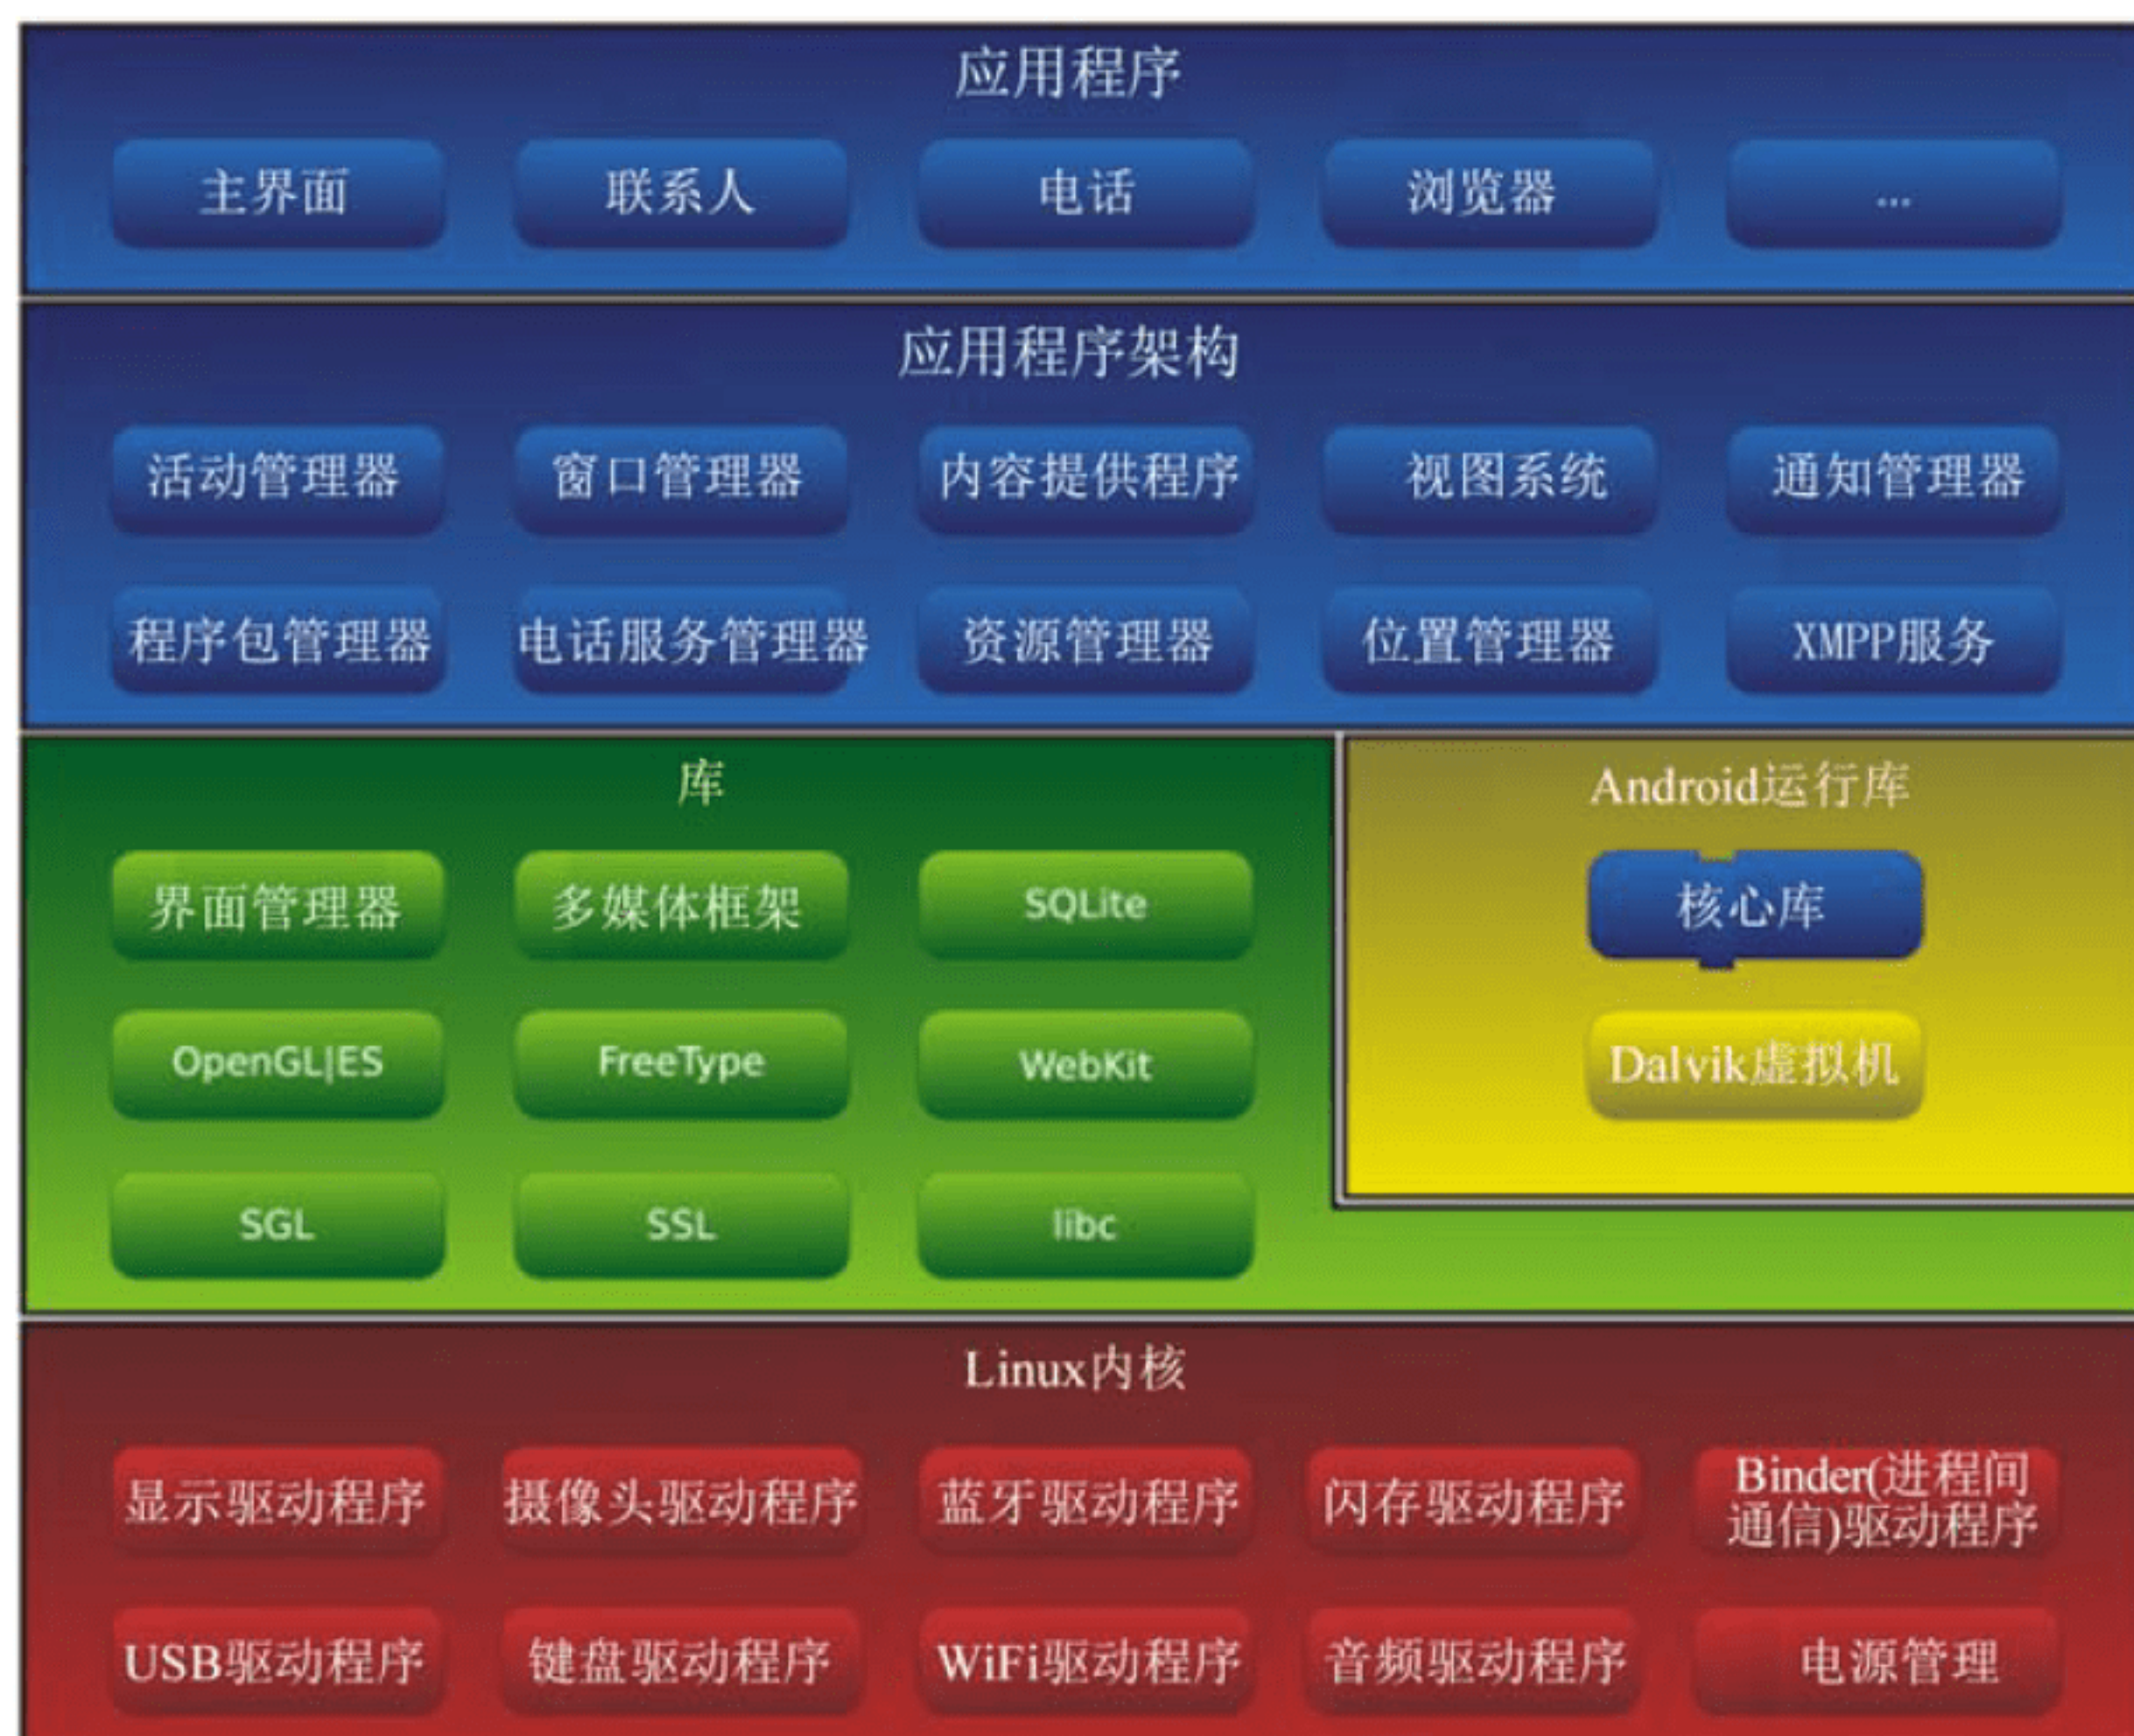 应用程序
主界面
联系人
电话
浏览器
...
应用程序架构
活动管理器
窗口管理器
内容提供程序
视图系统
通知管理器
程序包管理器
电话服务管理器
资源管理器
位置管理器
XMPP服务
库
界面管理器
多媒体框架
SQLite
OpenGL|ES
FreeType
WebKit
SGL
SSL
libc
Android运行库
核心库
Dalvik虚拟机
Linux内核
显示驱动程序
摄像头驱动程序
蓝牙驱动程序
闪存驱动程序
Binder(进程间
通信)驱动程序
USB驱动程序
键盘驱动程序
WiFi驱动程序
音频驱动程序
电源管理